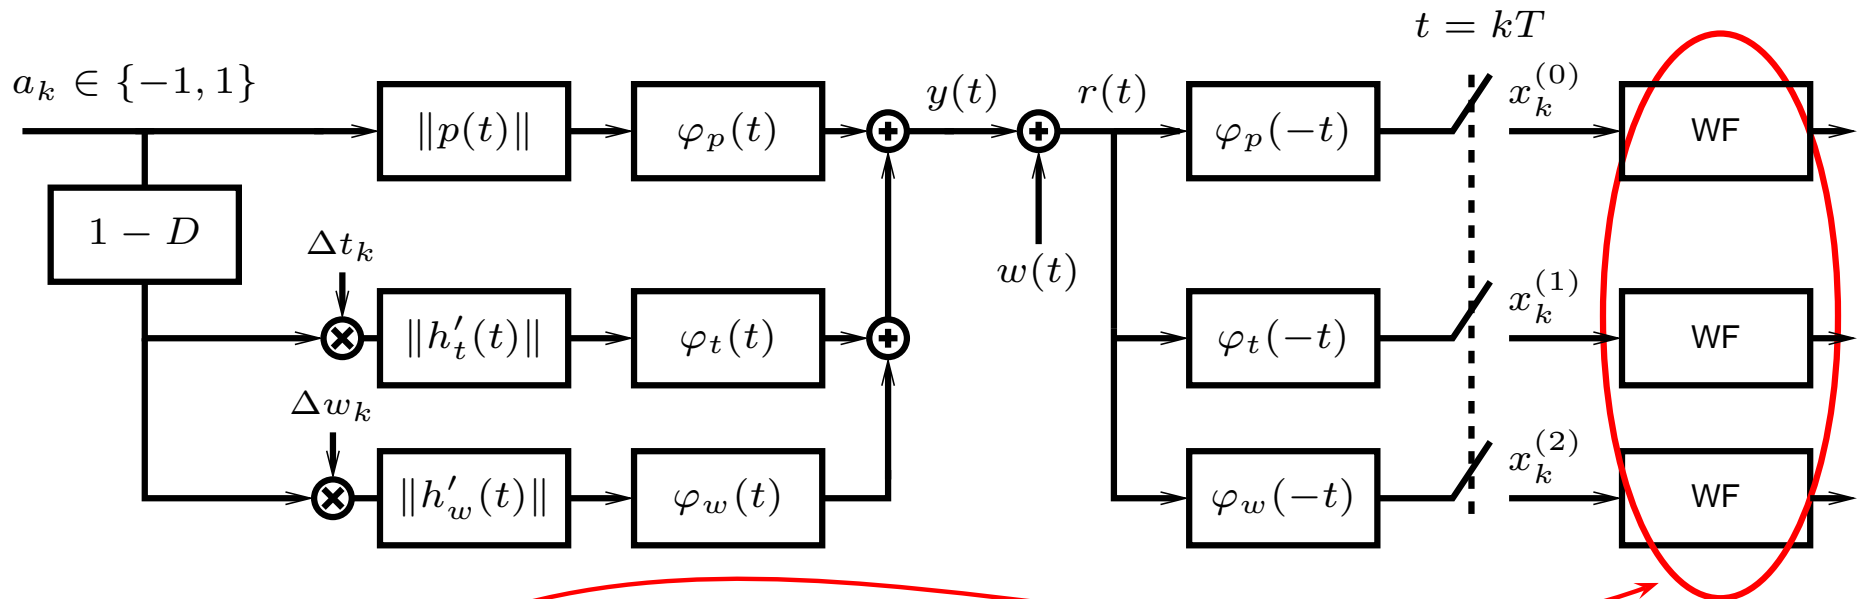 t = kT
a_k ∈ {−1, 1}
‖p(t)‖
φ_p(t)
y(t)
r(t)
φ_p(−t)
x_k^{(0)}
WF
1 − D
Δt_k
w(t)
‖h′_t(t)‖
φ_t(t)
φ_t(−t)
x_k^{(1)}
WF
Δw_k
‖h′_w(t)‖
φ_w(t)
φ_w(−t)
x_k^{(2)}
WF